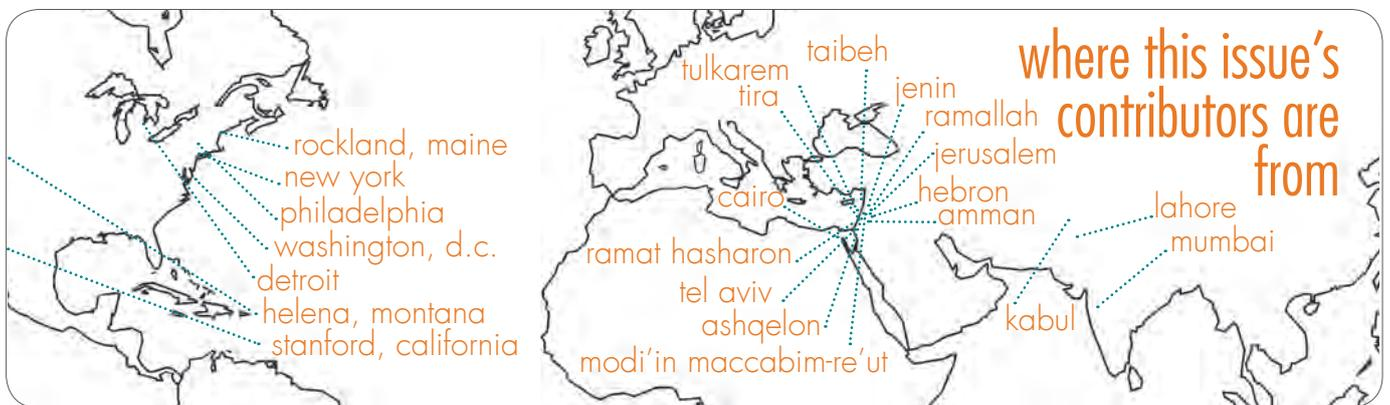 where this issue's
contributors are
from
rockland, maine
new york
philadelphia
washington, d.c.
detroit
helena, montana
stanford, california
taibeh
tulkarem
tira
jenin
ramallah
jerusalem
hebron
amman
cairo
ramat hasharon
tel aviv
ashqelon
modi'in maccabim-re'ut
lahore
mumbai
kabul